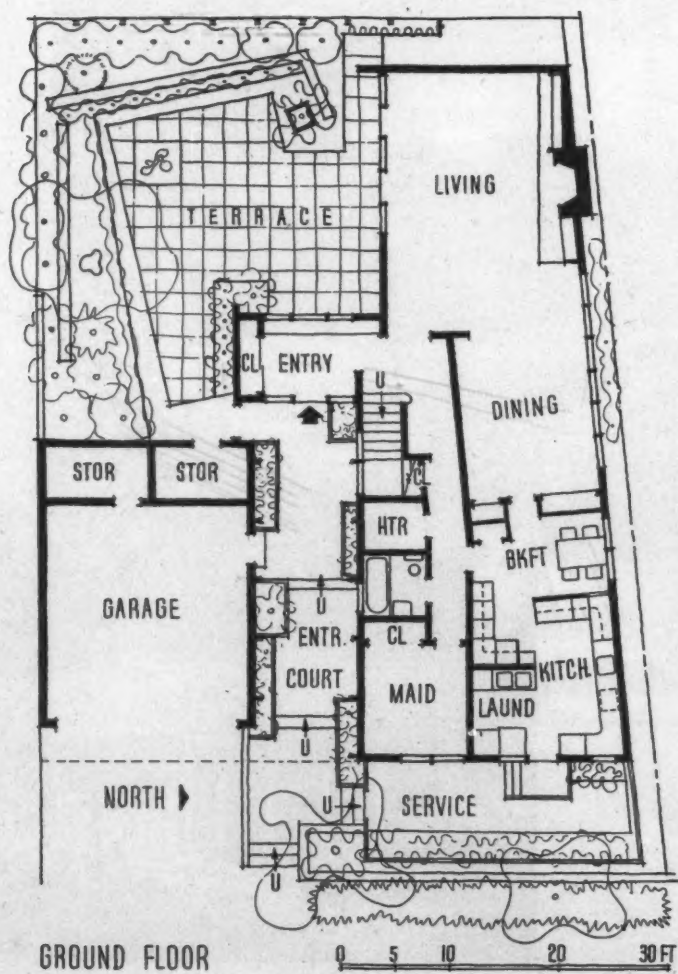 LIVING
TERRACE
CL ENTRY
U
DINING
STOR STOR
CL
HTR
BKFT
GARAGE
U
ENTR.
COURT
CL
MAID
KITCH.
LAUND
U
NORTH
U
SERVICE
U
GROUND FLOOR
0 5 10 20 30 FT